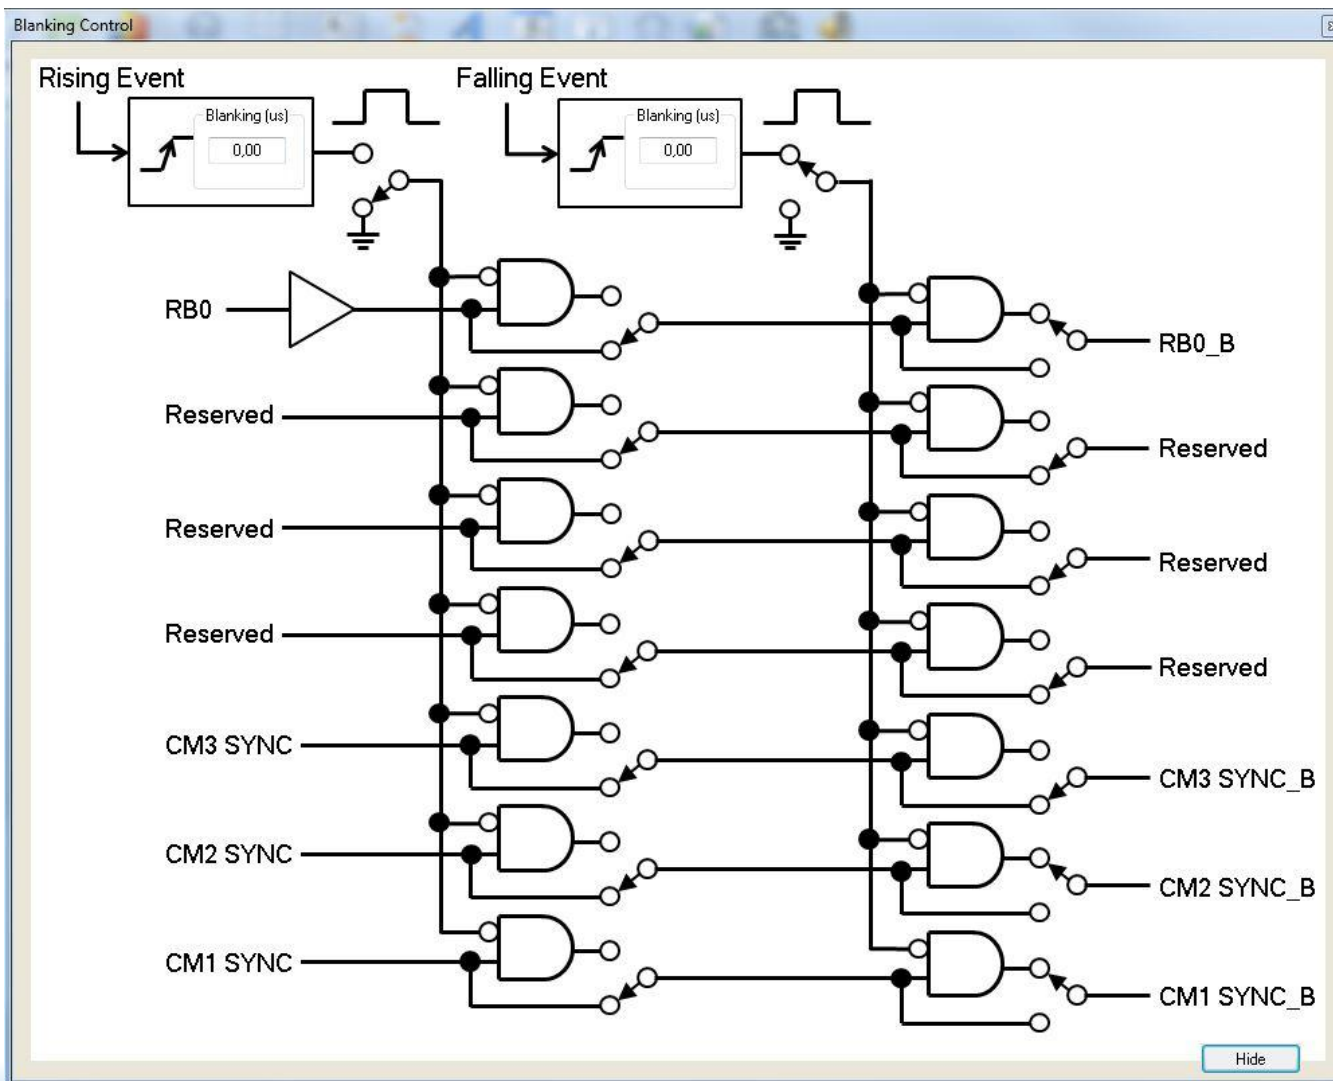 Blanking Control
Rising Event
Falling Event
Blanking (us)
Blanking (us)
0,00
0,00
RB0
RB0_B
Reserved
Reserved
Reserved
Reserved
Reserved
Reserved
CM3 SYNC
CM3 SYNC_B
CM2 SYNC
CM2 SYNC_B
CM1 SYNC
CM1 SYNC_B
Hide